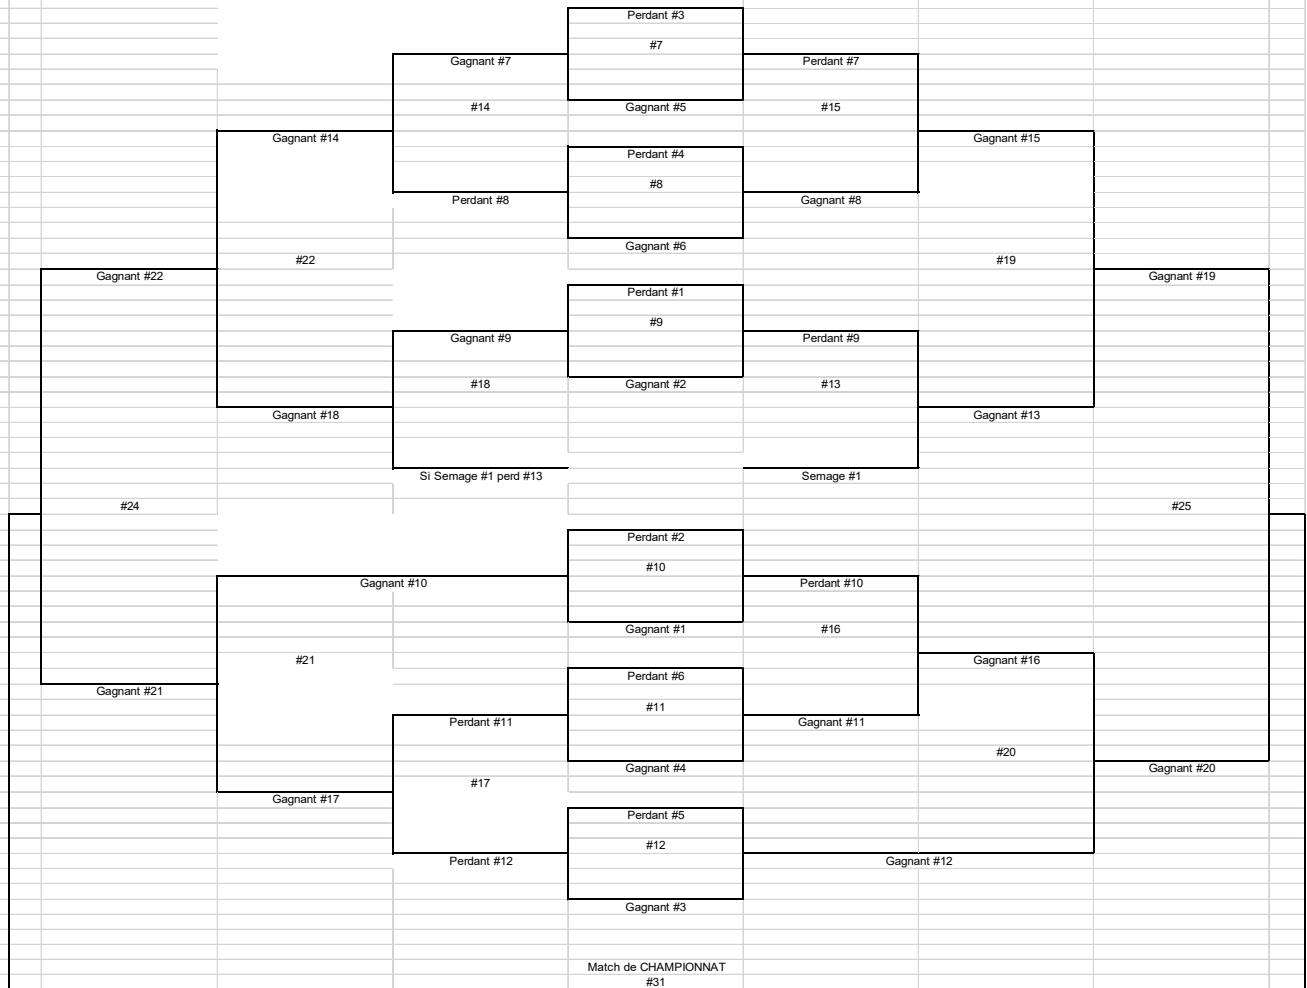 Perdant #3
#7
Gagnant #7
Perdant #7
#14
Gagnant #5
#15
Gagnant #14
Gagnant #15
Perdant #4
#8
Perdant #8
Gagnant #8
Gagnant #6
#22
#19
Gagnant #22
Gagnant #19
Perdant #1
#9
Gagnant #9
Perdant #9
#18
Gagnant #2
#13
Gagnant #18
Gagnant #13
Si Semage #1 perd #13
Semage #1
#24
#25
Perdant #2
#10
Gagnant #10
Perdant #10
Gagnant #1
#16
#21
Gagnant #16
Perdant #6
Gagnant #21
#11
Perdant #11
Gagnant #11
#20
Gagnant #4
Gagnant #20
#17
Gagnant #17
Perdant #5
#12
Perdant #12
Gagnant #12
Gagnant #3
Match de CHAMPIONNAT
#31